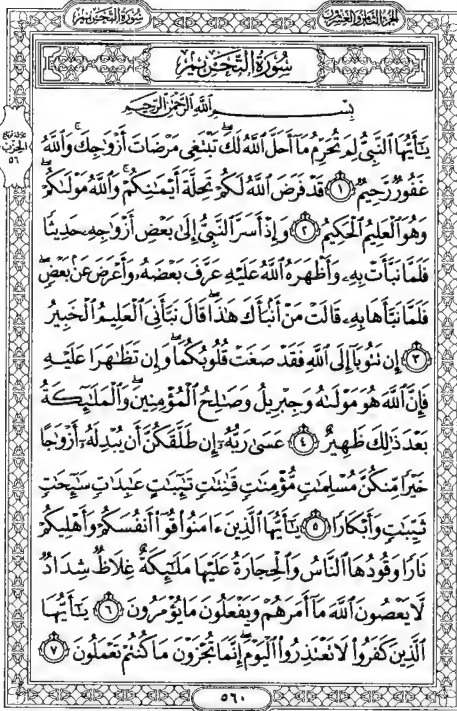 الجزء الثامن والعشرون
سورة التحريم
سُورَةُ التَّحْرِيمِ
بِسْمِ ٱللَّهِ ٱلرَّحْمَٰنِ ٱلرَّحِيمِ
يَٰٓأَيُّهَا ٱلنَّبِىُّ لِمَ تُحَرِّمُ مَآ أَحَلَّ ٱللَّهُ لَكَ ۖ تَبْتَغِى مَرْضَاتَ أَزْوَٰجِكَ ۚ وَٱللَّهُ
غَفُورٌ رَّحِيمٌ ١ قَدْ فَرَضَ ٱللَّهُ لَكُمْ تَحِلَّةَ أَيْمَٰنِكُمْ ۚ وَٱللَّهُ مَوْلَىٰكُمْ ۖ
وَهُوَ ٱلْعَلِيمُ ٱلْحَكِيمُ ٢ وَإِذْ أَسَرَّ ٱلنَّبِىُّ إِلَىٰ بَعْضِ أَزْوَٰجِهِۦ حَدِيثًا
فَلَمَّا نَبَّأَتْ بِهِۦ وَأَظْهَرَهُ ٱللَّهُ عَلَيْهِ عَرَّفَ بَعْضَهُۥ وَأَعْرَضَ عَنۢ بَعْضٍ ۖ
فَلَمَّا نَبَّأَهَا بِهِۦ قَالَتْ مَنْ أَنۢبَأَكَ هَٰذَا ۖ قَالَ نَبَّأَنِىَ ٱلْعَلِيمُ ٱلْخَبِيرُ
٣ إِن تَتُوبَآ إِلَى ٱللَّهِ فَقَدْ صَغَتْ قُلُوبُكُمَا ۖ وَإِن تَظَٰهَرَا عَلَيْهِ
فَإِنَّ ٱللَّهَ هُوَ مَوْلَىٰهُ وَجِبْرِيلُ وَصَٰلِحُ ٱلْمُؤْمِنِينَ ۖ وَٱلْمَلَٰٓئِكَةُ
بَعْدَ ذَٰلِكَ ظَهِيرٌ ٤ عَسَىٰ رَبُّهُۥٓ إِن طَلَّقَكُنَّ أَن يُبْدِلَهُۥٓ أَزْوَٰجًا
خَيْرًا مِّنكُنَّ مُسْلِمَٰتٍ مُّؤْمِنَٰتٍ قَٰنِتَٰتٍ تَٰٓئِبَٰتٍ عَٰبِدَٰتٍ سَٰٓئِحَٰتٍ
ثَيِّبَٰتٍ وَأَبْكَارًا ٥ يَٰٓأَيُّهَا ٱلَّذِينَ ءَامَنُوا۟ قُوٓا۟ أَنفُسَكُمْ وَأَهْلِيكُمْ
نَارًا وَقُودُهَا ٱلنَّاسُ وَٱلْحِجَارَةُ عَلَيْهَا مَلَٰٓئِكَةٌ غِلَاظٌ شِدَادٌ
لَّا يَعْصُونَ ٱللَّهَ مَآ أَمَرَهُمْ وَيَفْعَلُونَ مَا يُؤْمَرُونَ ٦ يَٰٓأَيُّهَا
ٱلَّذِينَ كَفَرُوا۟ لَا تَعْتَذِرُوا۟ ٱلْيَوْمَ ۖ إِنَّمَا تُجْزَوْنَ مَا كُنتُمْ تَعْمَلُونَ ٧
الحزب
٥٦
٥٦٠